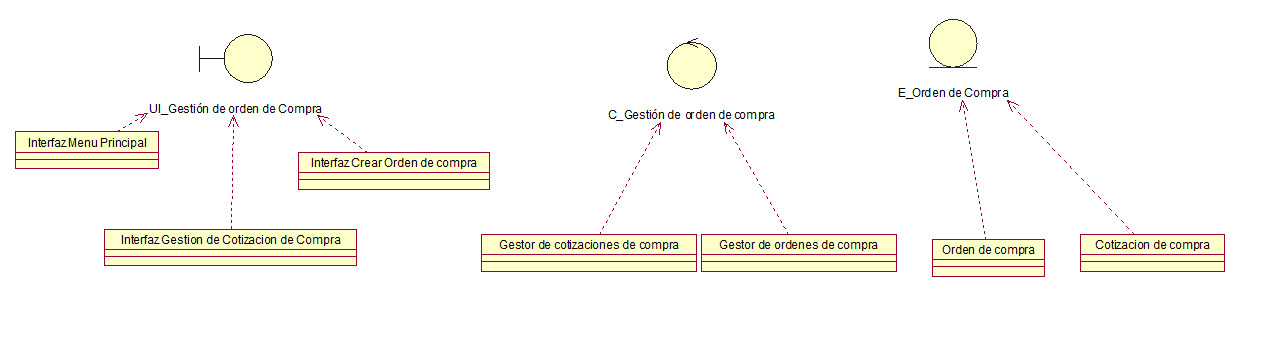 UI_Gestión de orden de Compra
C_Gestión de orden de compra
E_Orden de Compra
Interfaz Menu Principal
Interfaz Crear Orden de compra
Interfaz Gestion de Cotizacion de Compra
Gestor de cotizaciones de compra
Gestor de ordenes de compra
Orden de compra
Cotizacion de compra